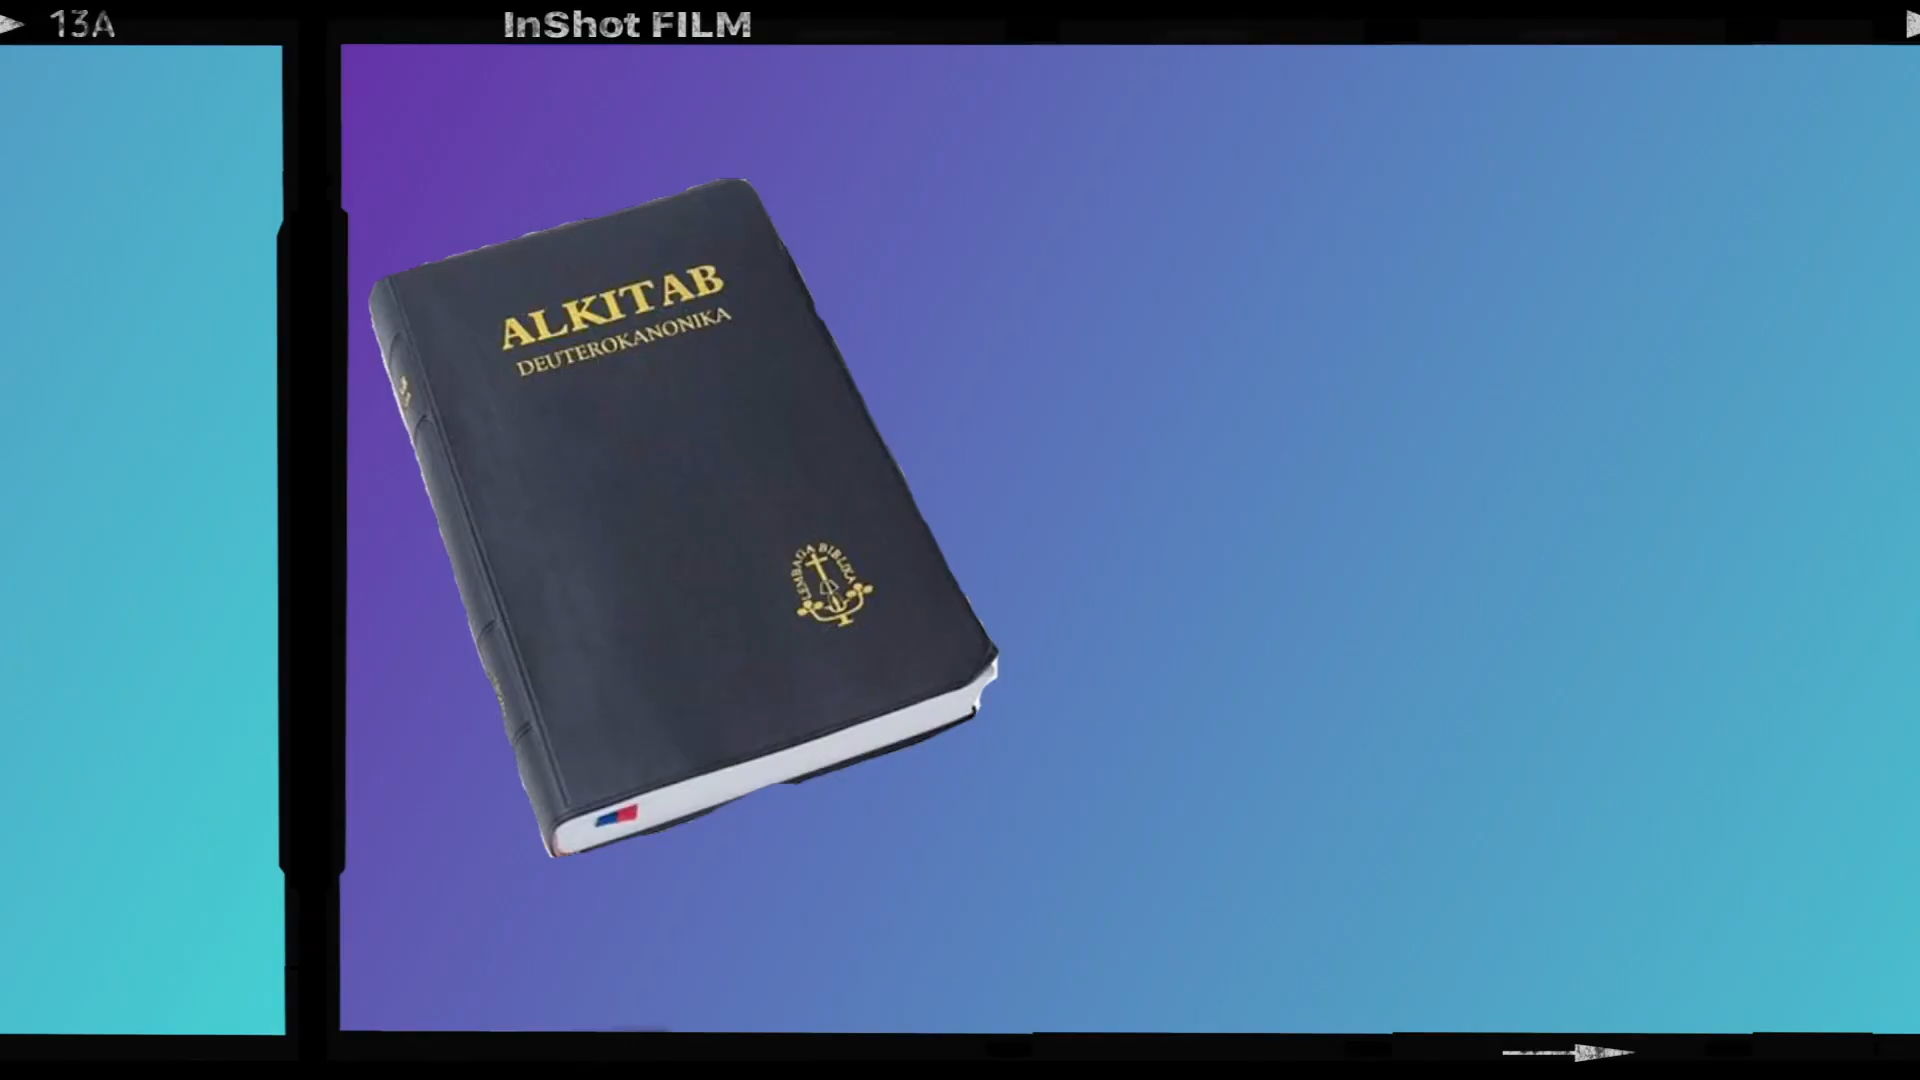 13A
InShot FILM
ALKITAB
DEUTEROKANONIKA
LEMBAGA BIBLIKA